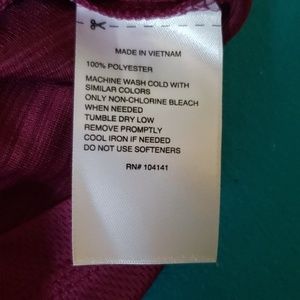 MADE IN VIETNAM
100% POLYESTER
MACHINE WASH COLD WITH
SIMILAR COLORS
ONLY NON-CHLORINE BLEACH
WHEN NEEDED
TUMBLE DRY LOW
REMOVE PROMPTLY
COOL IRON IF NEEDED
DO NOT USE SOFTENERS
RN# 104141